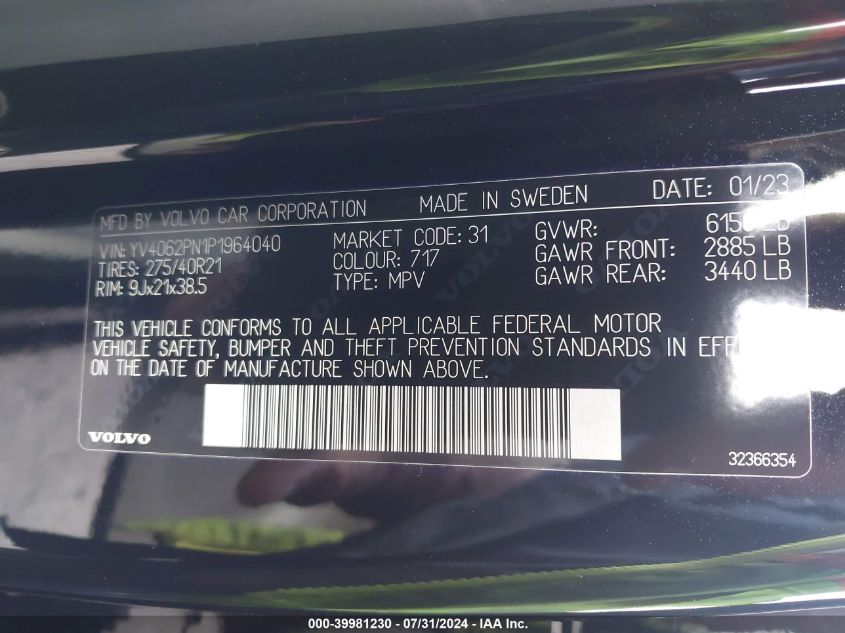 MFD BY VOLVO CAR CORPORATION MADE IN SWEDEN DATE: 01/23
VIN: YV4062PN1P1964040 MARKET CODE: 31 GVWR: LB
TIRES: 275/40R21 COLOUR: 717 GAWR FRONT: 2885 LB
RIM: 9Jx21x38.5 TYPE: MPV GAWR REAR: 3440 LB
THIS VEHICLE CONFORMS TO ALL APPLICABLE FEDERAL MOTOR
VEHICLE SAFETY, BUMPER AND THEFT PREVENTION STANDARDS IN
ON THE DATE OF MANUFACTURE SHOWN ABOVE.
VOLVO
32366354
000-39981230 - 07/31/2024 - IAA Inc.